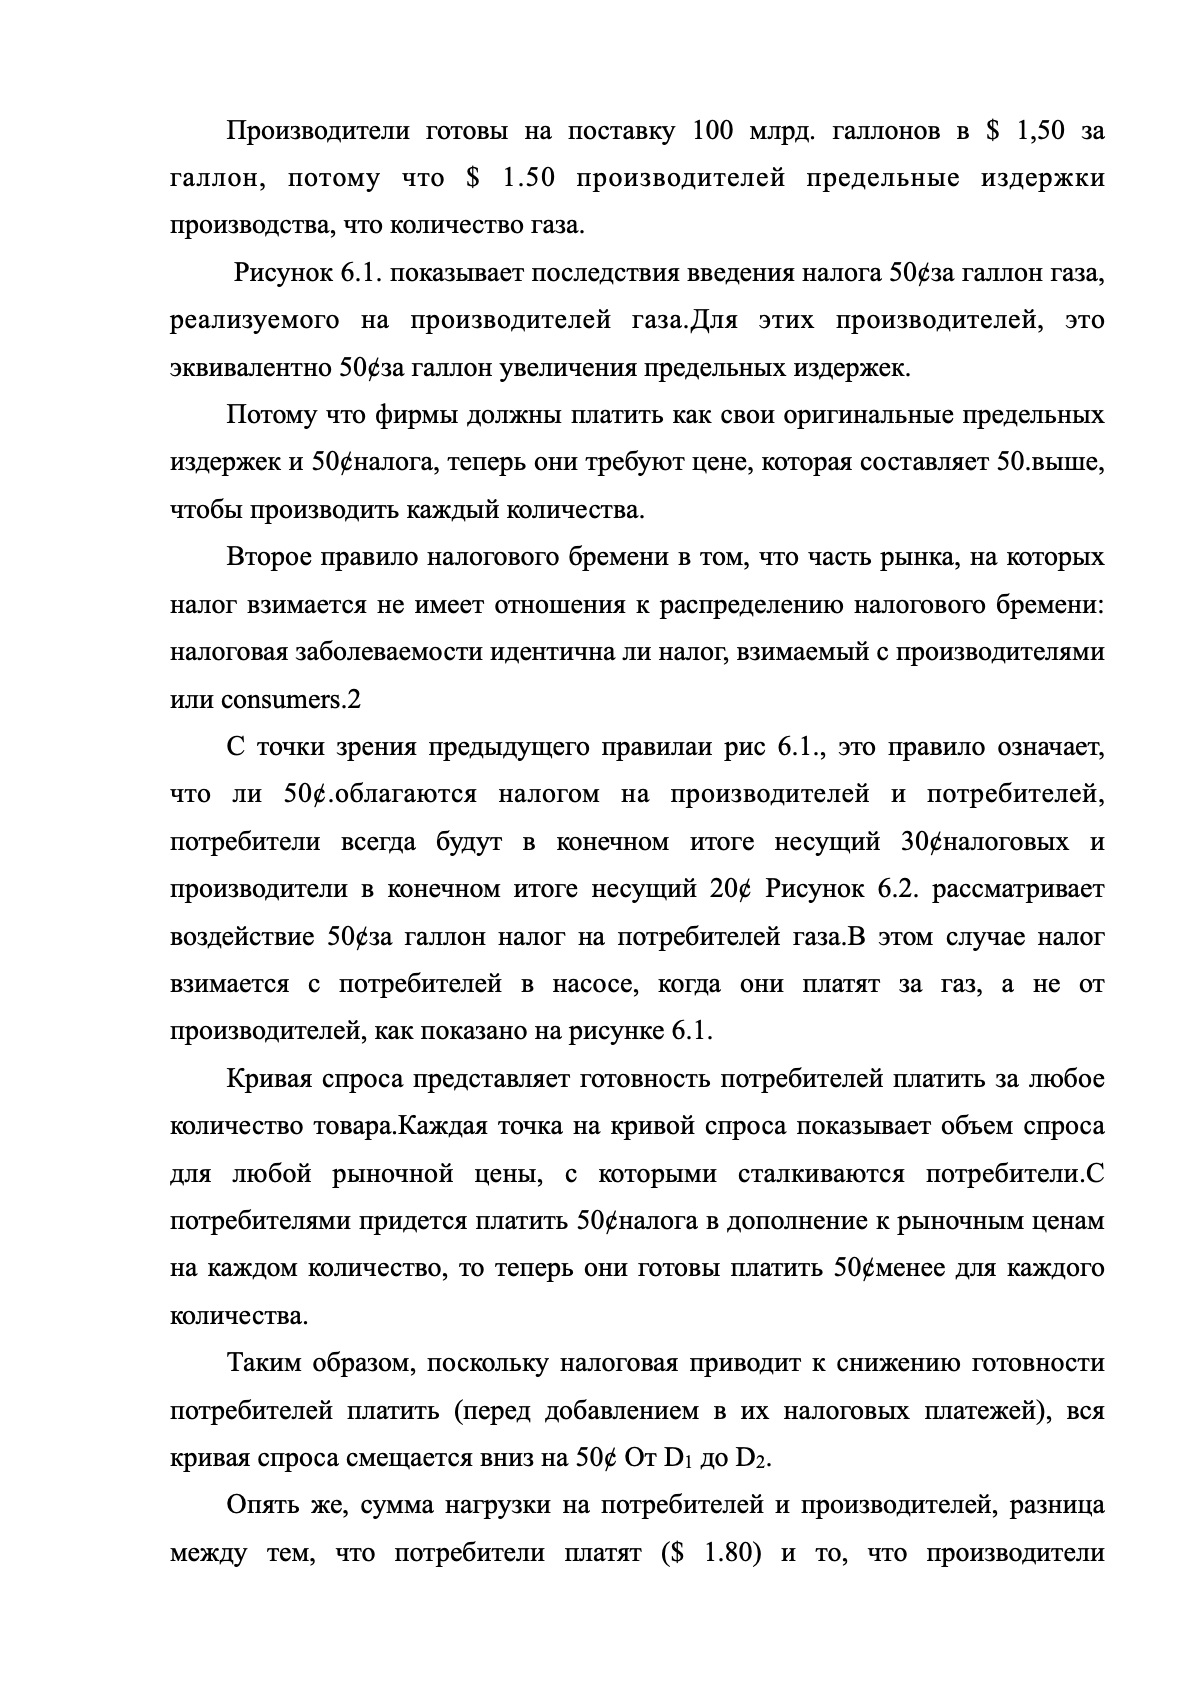 Производители готовы на поставку 100 млрд. галлонов в $ 1,50 за
галлон, потому что $ 1.50 производителей предельные издержки
производства, что количество газа.
Рисунок 6.1. показывает последствия введения налога 50¢за галлон газа,
реализуемого на производителей газа.Для этих производителей, это
эквивалентно 50¢за галлон увеличения предельных издержек.
Потому что фирмы должны платить как свои оригинальные предельных
издержек и 50¢налога, теперь они требуют цене, которая составляет 50.выше,
чтобы производить каждый количества.
Второе правило налогового бремени в том, что часть рынка, на которых
налог взимается не имеет отношения к распределению налогового бремени:
налоговая заболеваемости идентична ли налог, взимаемый с производителями
или consumers.2
С точки зрения предыдущего правилаи рис 6.1., это правило означает,
что ли 50¢.облагаются налогом на производителей и потребителей,
потребители всегда будут в конечном итоге несущий 30¢налоговых и
производители в конечном итоге несущий 20¢ Рисунок 6.2. рассматривает
воздействие 50¢за галлон налог на потребителей газа.В этом случае налог
взимается с потребителей в насосе, когда они платят за газ, а не от
производителей, как показано на рисунке 6.1.
Кривая спроса представляет готовность потребителей платить за любое
количество товара.Каждая точка на кривой спроса показывает объем спроса
для любой рыночной цены, с которыми сталкиваются потребители.С
потребителями придется платить 50¢налога в дополнение к рыночным ценам
на каждом количество, то теперь они готовы платить 50¢менее для каждого
количества.
Таким образом, поскольку налоговая приводит к снижению готовности
потребителей платить (перед добавлением в их налоговых платежей), вся
кривая спроса смещается вниз на 50¢ От D1 до D2.
Опять же, сумма нагрузки на потребителей и производителей, разница
между тем, что потребители платят ($ 1.80) и то, что производители